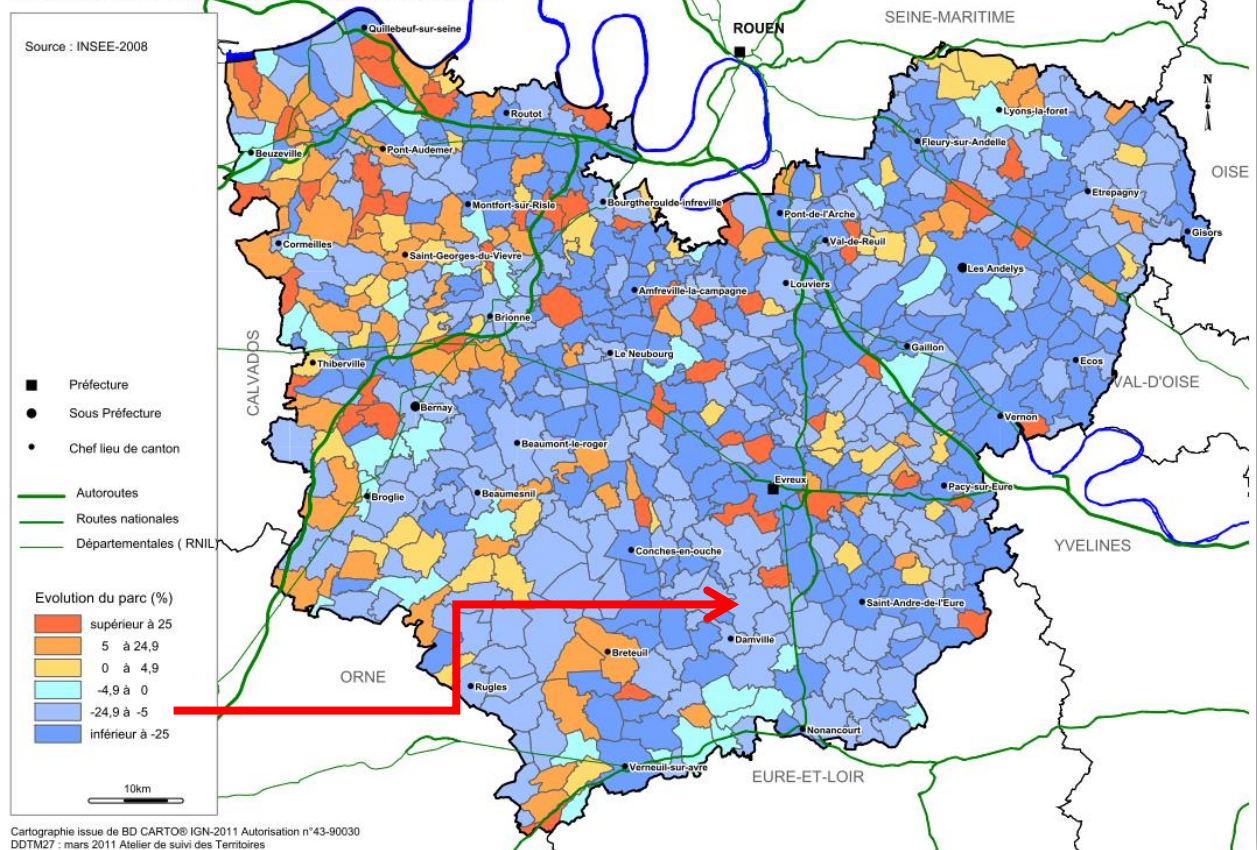 Source : INSEE-2008
Préfecture
Sous Préfecture
Chef lieu de canton
Autoroutes
Routes nationales
Départementales ( RNIL)
Evolution du parc (%)
supérieur à 25
5 à 24,9
0 à 4,9
-4,9 à 0
-24,9 à -5
inférieur à -25
10km
Cartographie issue de BD CARTO® IGN-2011 Autorisation n°43-90030
DDTM27 : mars 2011 Atelier de suivi des Territoires
SEINE-MARITIME
Quillebeuf-sur-seine
ROUEN
N
Routot
Lyons-la-foret
Beuzeville
Pont-Audemer
Fleury-sur-Andelle
OISE
Etrepagny
Montfort-sur-Risle
Bourgtheroulde-infreville
Pont-de-l'Arche
Gisors
Cormeilles
Saint-Georges-du-Vievre
Val-de-Reuil
Les Andelys
Amfreville-la-campagne
Louviers
Brionne
CALVADOS
Le Neubourg
Gaillon
Thiberville
Ecos
VAL-D'OISE
Bernay
Vernon
Beaumont-le-roger
Evreux
Pacy-sur-Eure
Broglie
Beaumesnil
YVELINES
Conches-en-ouche
Saint-Andre-de-l'Eure
Damville
Breteuil
ORNE
Rugles
Nonancourt
Verneuil-sur-avre
EURE-ET-LOIR